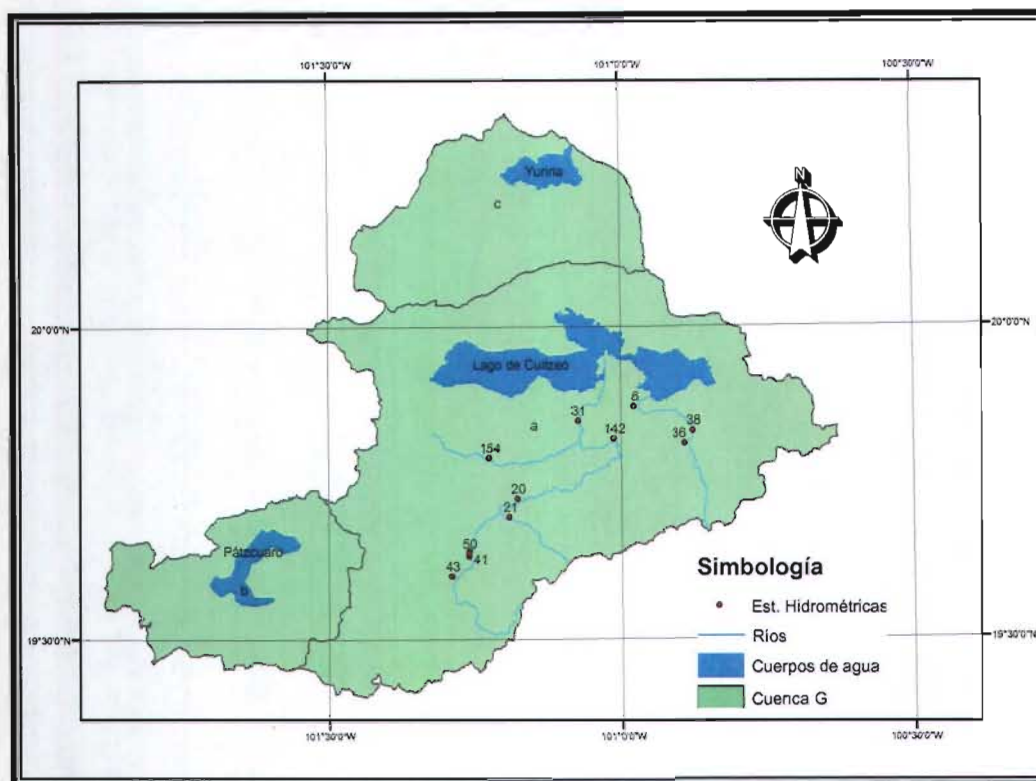 101°30'0"W 101°0'0"W 100°30'0"W
Yuriria
c
N
20°0'0"N 20°0'0"N
Lago de Cuitzeo
6
31 38
a 142 36
154
20
21
50
Pátzcuaro 41
43
b
Simbología
Est. Hidrométricas
Ríos
19°30'0"N 19°30'0"N
Cuerpos de agua
Cuenca G
101°30'0"W 101°0'0"W 100°30'0"W